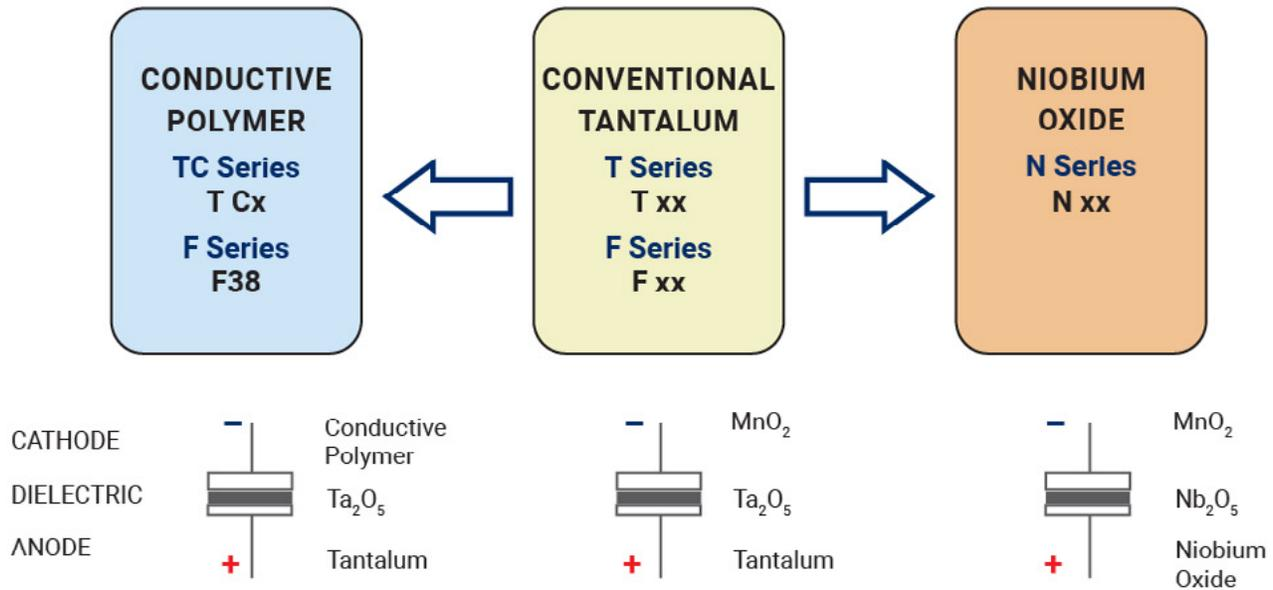 CONDUCTIVE
POLYMER
TC Series
T Cx
F Series
F38
CONVENTIONAL
TANTALUM
T Series
T xx
F Series
F xx
NIOBIUM
OXIDE
N Series
N xx
CATHODE
DIELECTRIC
ANODE
−
Conductive
Polymer
Ta₂O₅
+
Tantalum
−
MnO₂
Ta₂O₅
+
Tantalum
−
MnO₂
Nb₂O₅
+
Niobium
Oxide